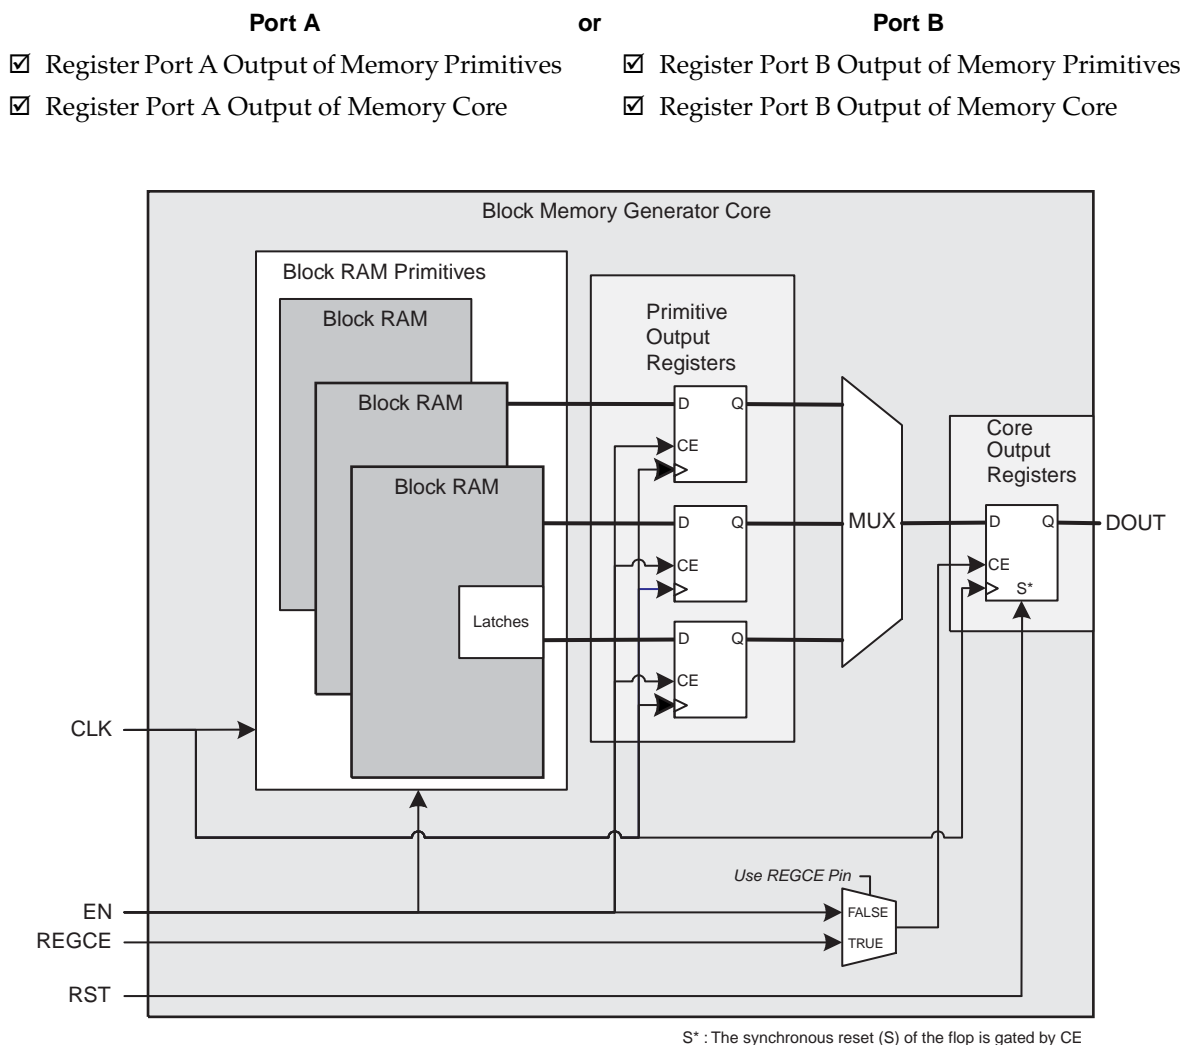 Port A or Port B
☑ Register Port A Output of Memory Primitives ☑ Register Port B Output of Memory Primitives
☑ Register Port A Output of Memory Core ☑ Register Port B Output of Memory Core
Block Memory Generator Core
Block RAM Primitives
Block RAM
Block RAM
Block RAM
Latches
Primitive
Output
Registers
D Q
CE
D Q
CE
D Q
CE
MUX
Core
Output
Registers
D Q
CE
S*
DOUT
CLK
Use REGCE Pin
EN
FALSE
REGCE
TRUE
RST
S* : The synchronous reset (S) of the flop is gated by CE